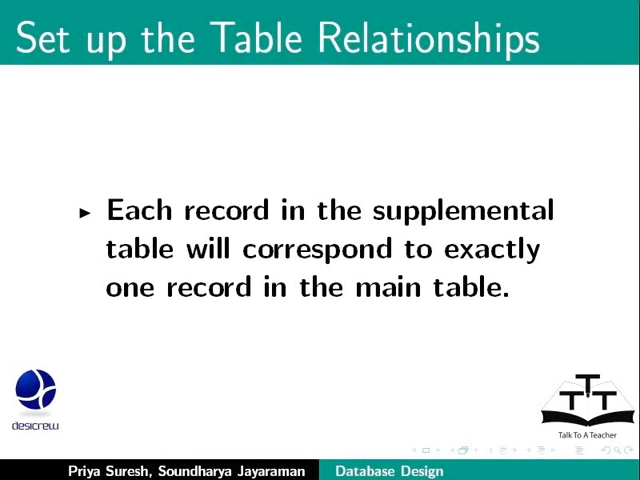 Set up the Table Relationships
Each record in the supplemental
table will correspond to exactly
one record in the main table.
desicrew
T T T
Talk To A Teacher
Priya Suresh, Soundharya Jayaraman Database Design